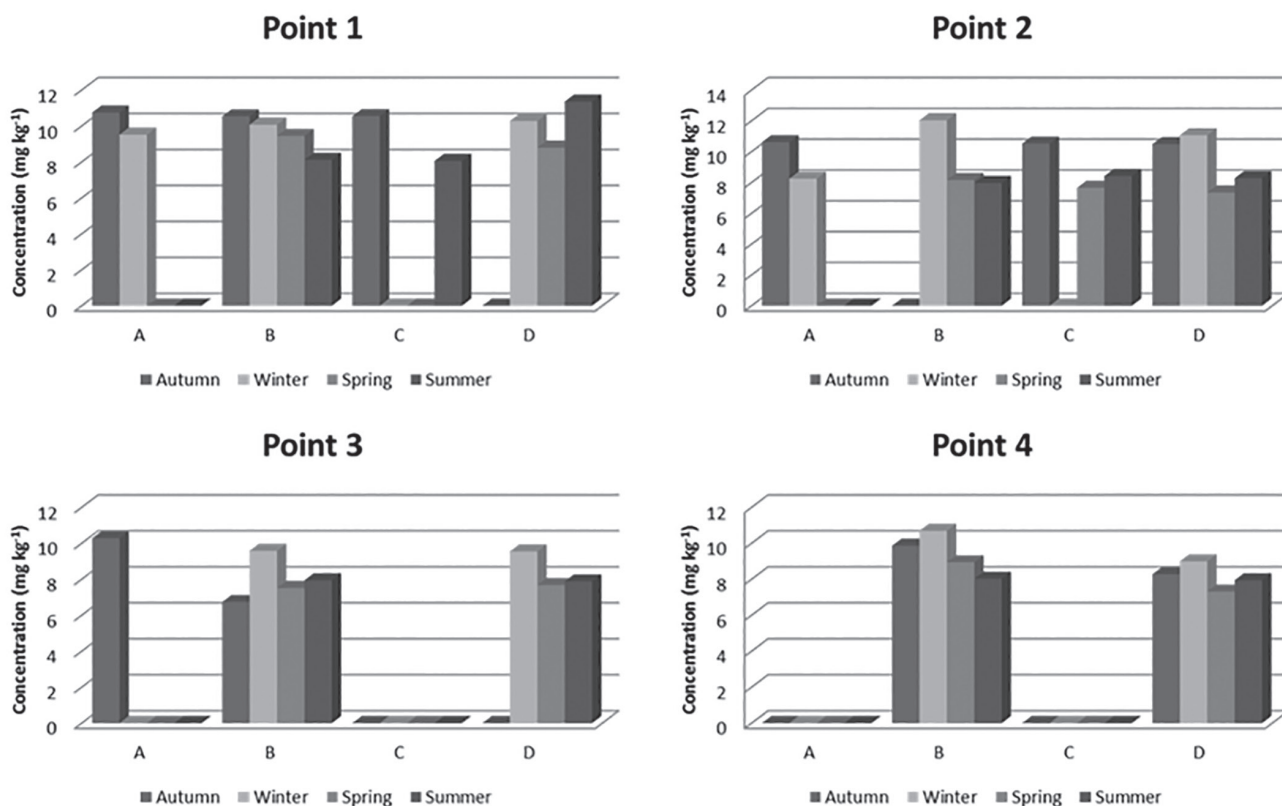 Point 1
Concentration (mg kg⁻¹)
12
10
8
6
4
2
0
A B C D
Autumn Winter Spring Summer
Point 2
Concentration (mg kg⁻¹)
14
12
10
8
6
4
2
0
A B C D
Autumn Winter Spring Summer
Point 3
Concentration (mg kg⁻¹)
12
10
8
6
4
2
0
A B C D
Autumn Winter Spring Summer
Point 4
Concentration (mg kg⁻¹)
12
10
8
6
4
2
0
A B C D
Autumn Winter Spring Summer